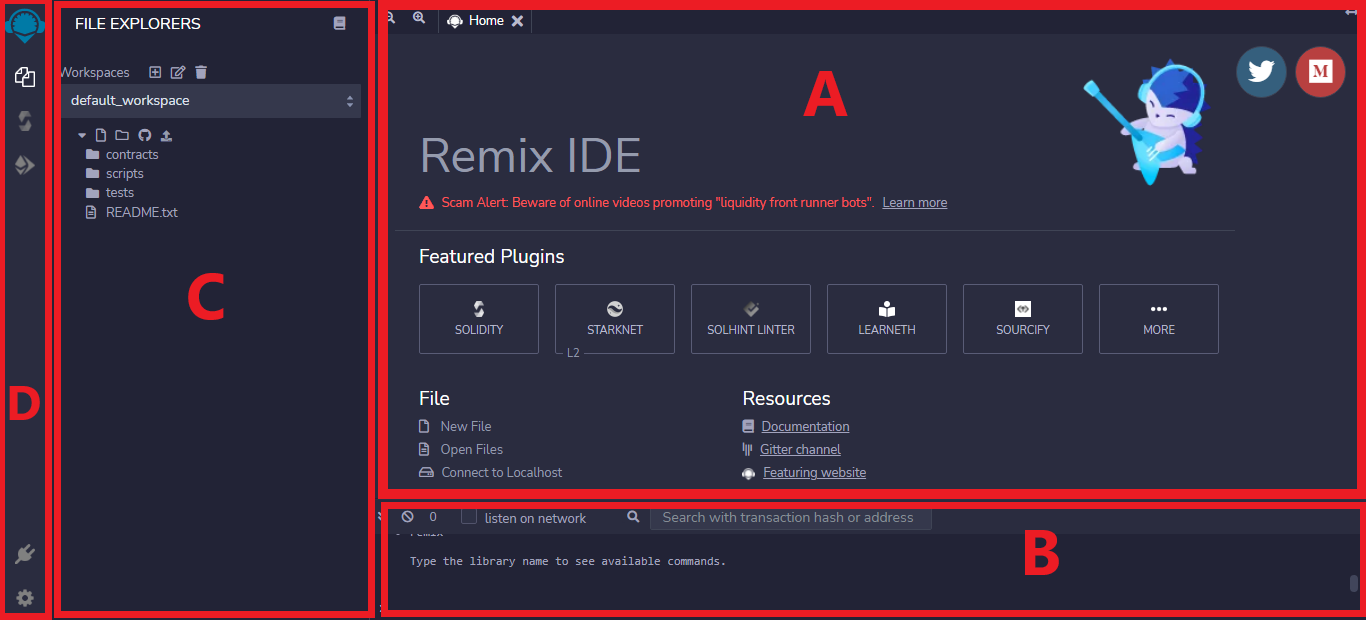 FILE EXPLORERS
Workspaces
default_workspace
contracts
scripts
tests
README.txt
C
D
Home
A
M
Remix IDE
Scam Alert: Beware of online videos promoting "liquidity front runner bots". Learn more
Featured Plugins
SOLIDITY
STARKNET
L2
SOLHINT LINTER
LEARNETH
SOURCIFY
MORE
File
New File
Open Files
Connect to Localhost
Resources
Documentation
Gitter channel
Featuring website
0 listen on network Search with transaction hash or address
remix
Type the library name to see available commands.
B